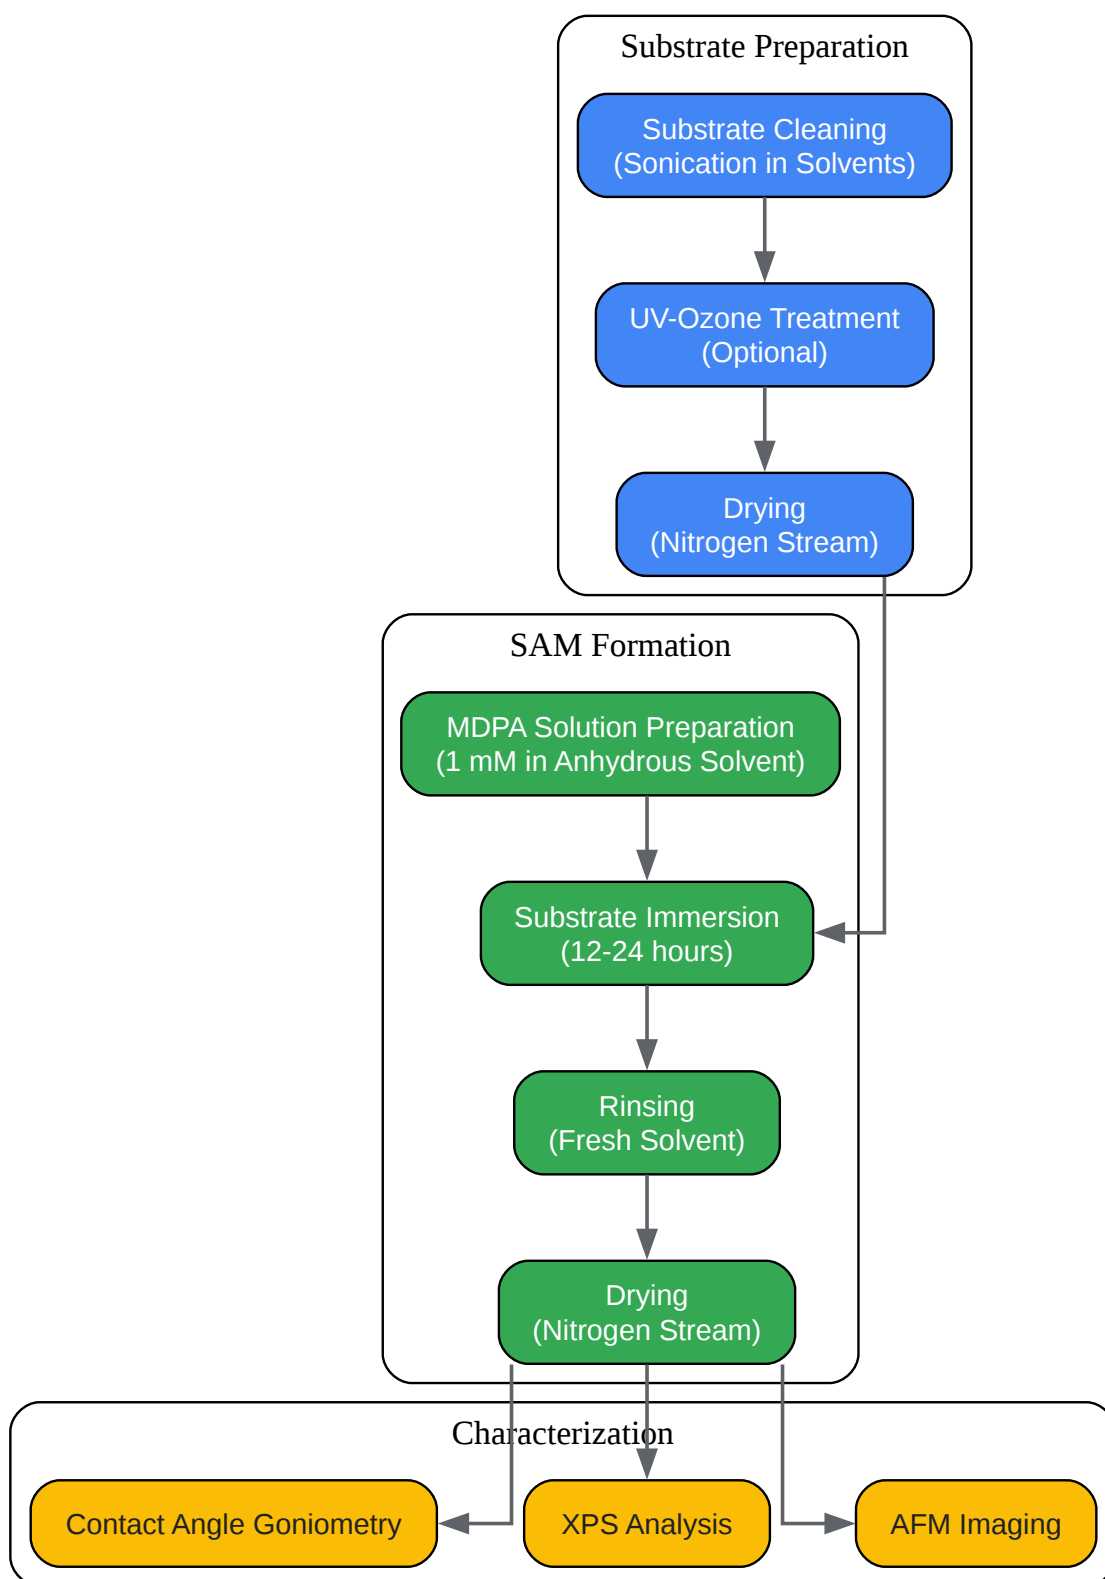 Substrate Preparation
Substrate Cleaning
(Sonication in Solvents)
UV-Ozone Treatment
(Optional)
Drying
(Nitrogen Stream)
SAM Formation
MDPA Solution Preparation
(1 mM in Anhydrous Solvent)
Substrate Immersion
(12-24 hours)
Rinsing
(Fresh Solvent)
Drying
(Nitrogen Stream)
Characterization
Contact Angle Goniometry
XPS Analysis
AFM Imaging